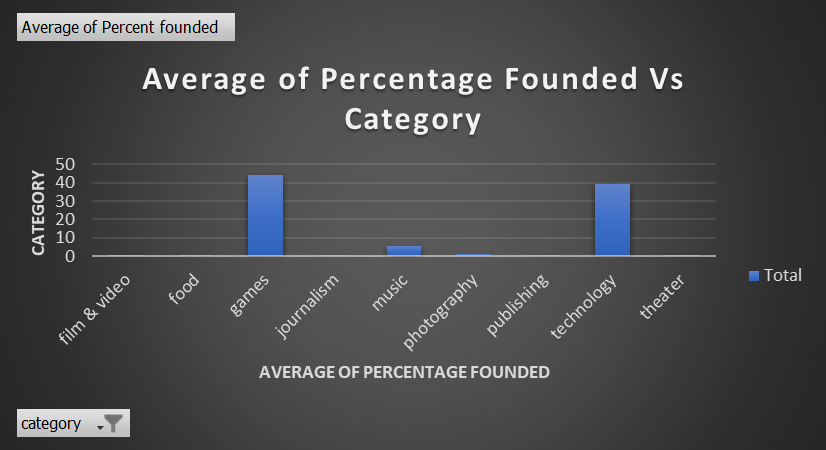 Average of Percent founded
Average of Percentage Founded Vs
Category
CATEGORY
50
40
30
20
10
0
film & video
food
games
journalism
music
photography
publishing
technology
theater
Total
AVERAGE OF PERCENTAGE FOUNDED
category